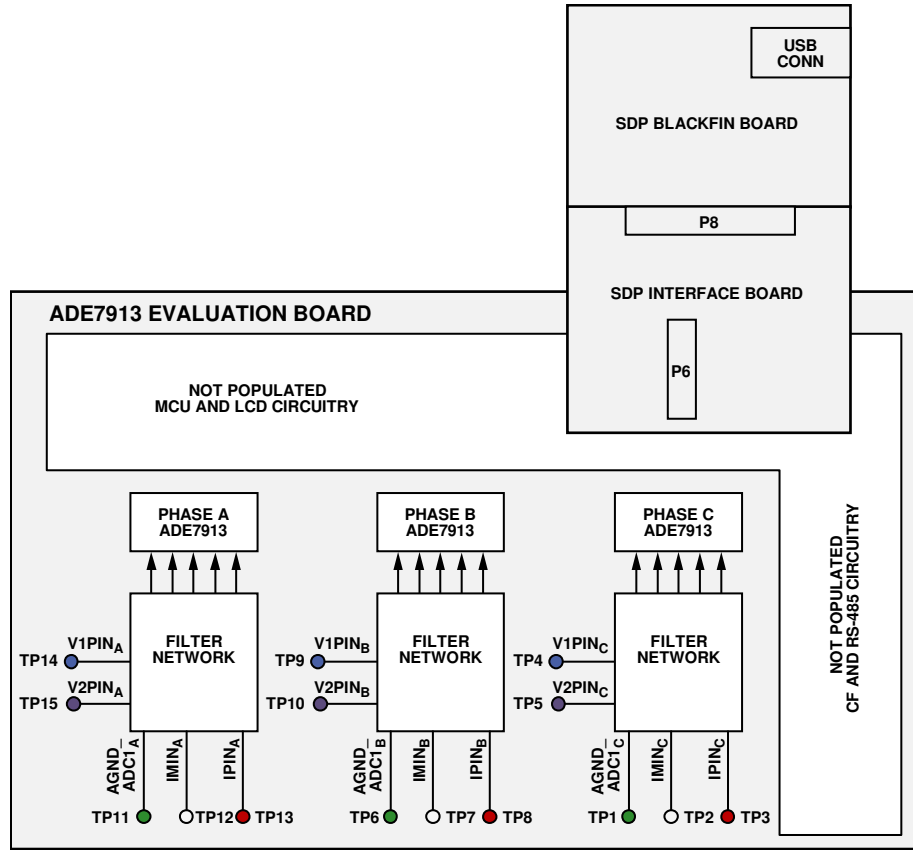 USB
CONN
SDP BLACKFIN BOARD
P8
SDP INTERFACE BOARD
P6
ADE7913 EVALUATION BOARD
NOT POPULATED
MCU AND LCD CIRCUITRY
NOT POPULATED
CF AND RS-485 CIRCUITRY
PHASE A
ADE7913
FILTER
NETWORK
V1PINA
TP14
V2PINA
TP15
AGND_
ADC1A
IMINA
IPINA
TP11
TP12
TP13
PHASE B
ADE7913
FILTER
NETWORK
V1PINB
TP9
V2PINB
TP10
AGND_
ADC1B
IMINB
IPINB
TP6
TP7
TP8
PHASE C
ADE7913
FILTER
NETWORK
V1PINC
TP4
V2PINC
TP5
AGND_
ADC1C
IMINC
IPINC
TP1
TP2
TP3